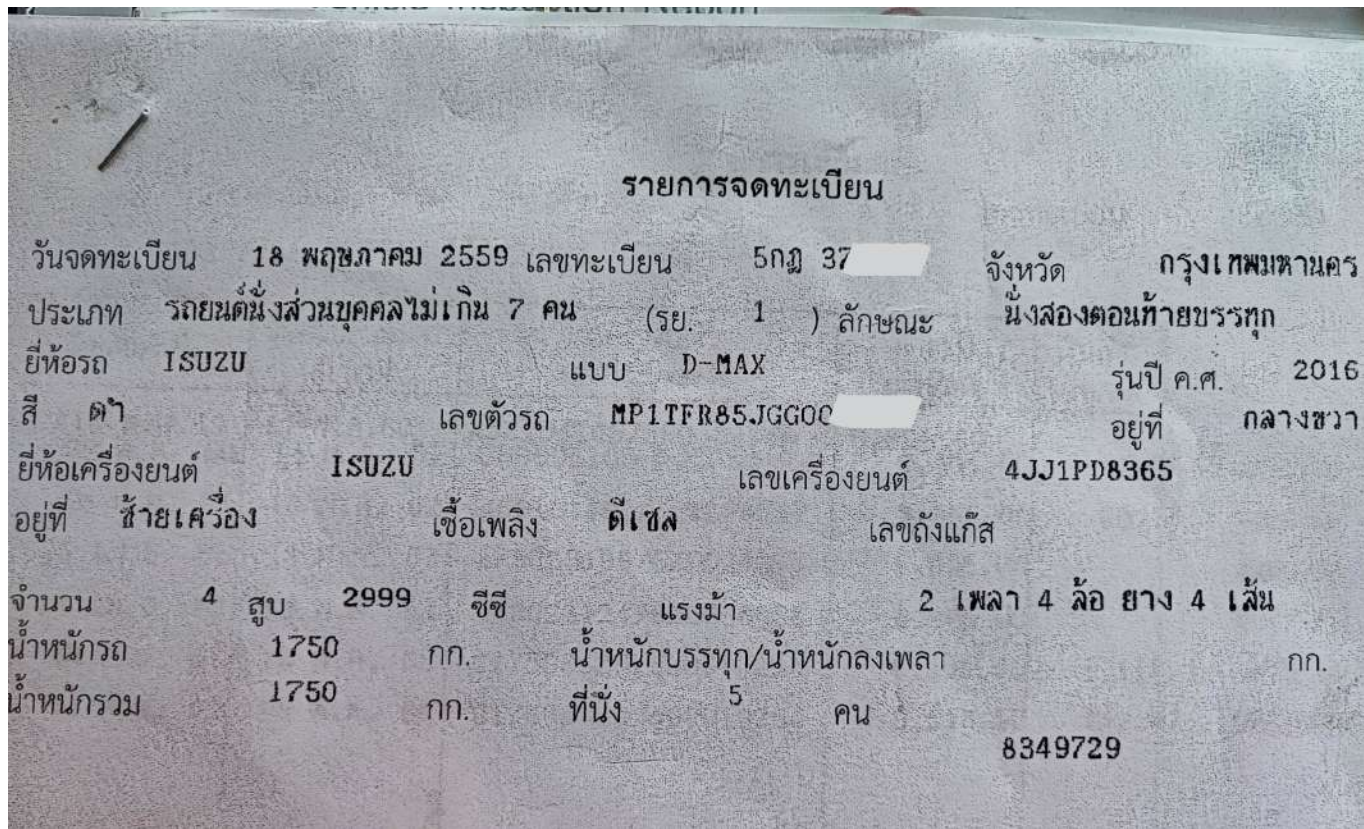 รายการจดทะเบียน
วันจดทะเบียน 18 พฤษภาคม 2559 เลขทะเบียน 5กฎ 37 จังหวัด กรุงเทพมหานคร
ประเภท รถยนต์นั่งส่วนบุคคลไม่เกิน 7 คน (รย. 1 ) ลักษณะ นั่งสองตอนท้ายบรรทุก
ยี่ห้อรถ ISUZU แบบ D-MAX รุ่นปี ค.ศ. 2016
สี ดำ เลขตัวรถ MP1TFR85JGG00 อยู่ที่ กลางขวา
ยี่ห้อเครื่องยนต์ ISUZU เลขเครื่องยนต์ 4JJ1PD8365
อยู่ที่ ซ้ายเครื่อง เชื้อเพลิง ดีเซล เลขถังแก๊ส
จำนวน 4 สูบ 2999 ซีซี แรงม้า 2 เพลา 4 ล้อ ยาง 4 เส้น
น้ำหนักรถ 1750 กก. น้ำหนักบรรทุก/น้ำหนักลงเพลา กก.
น้ำหนักรวม 1750 กก. ที่นั่ง 5 คน
8349729